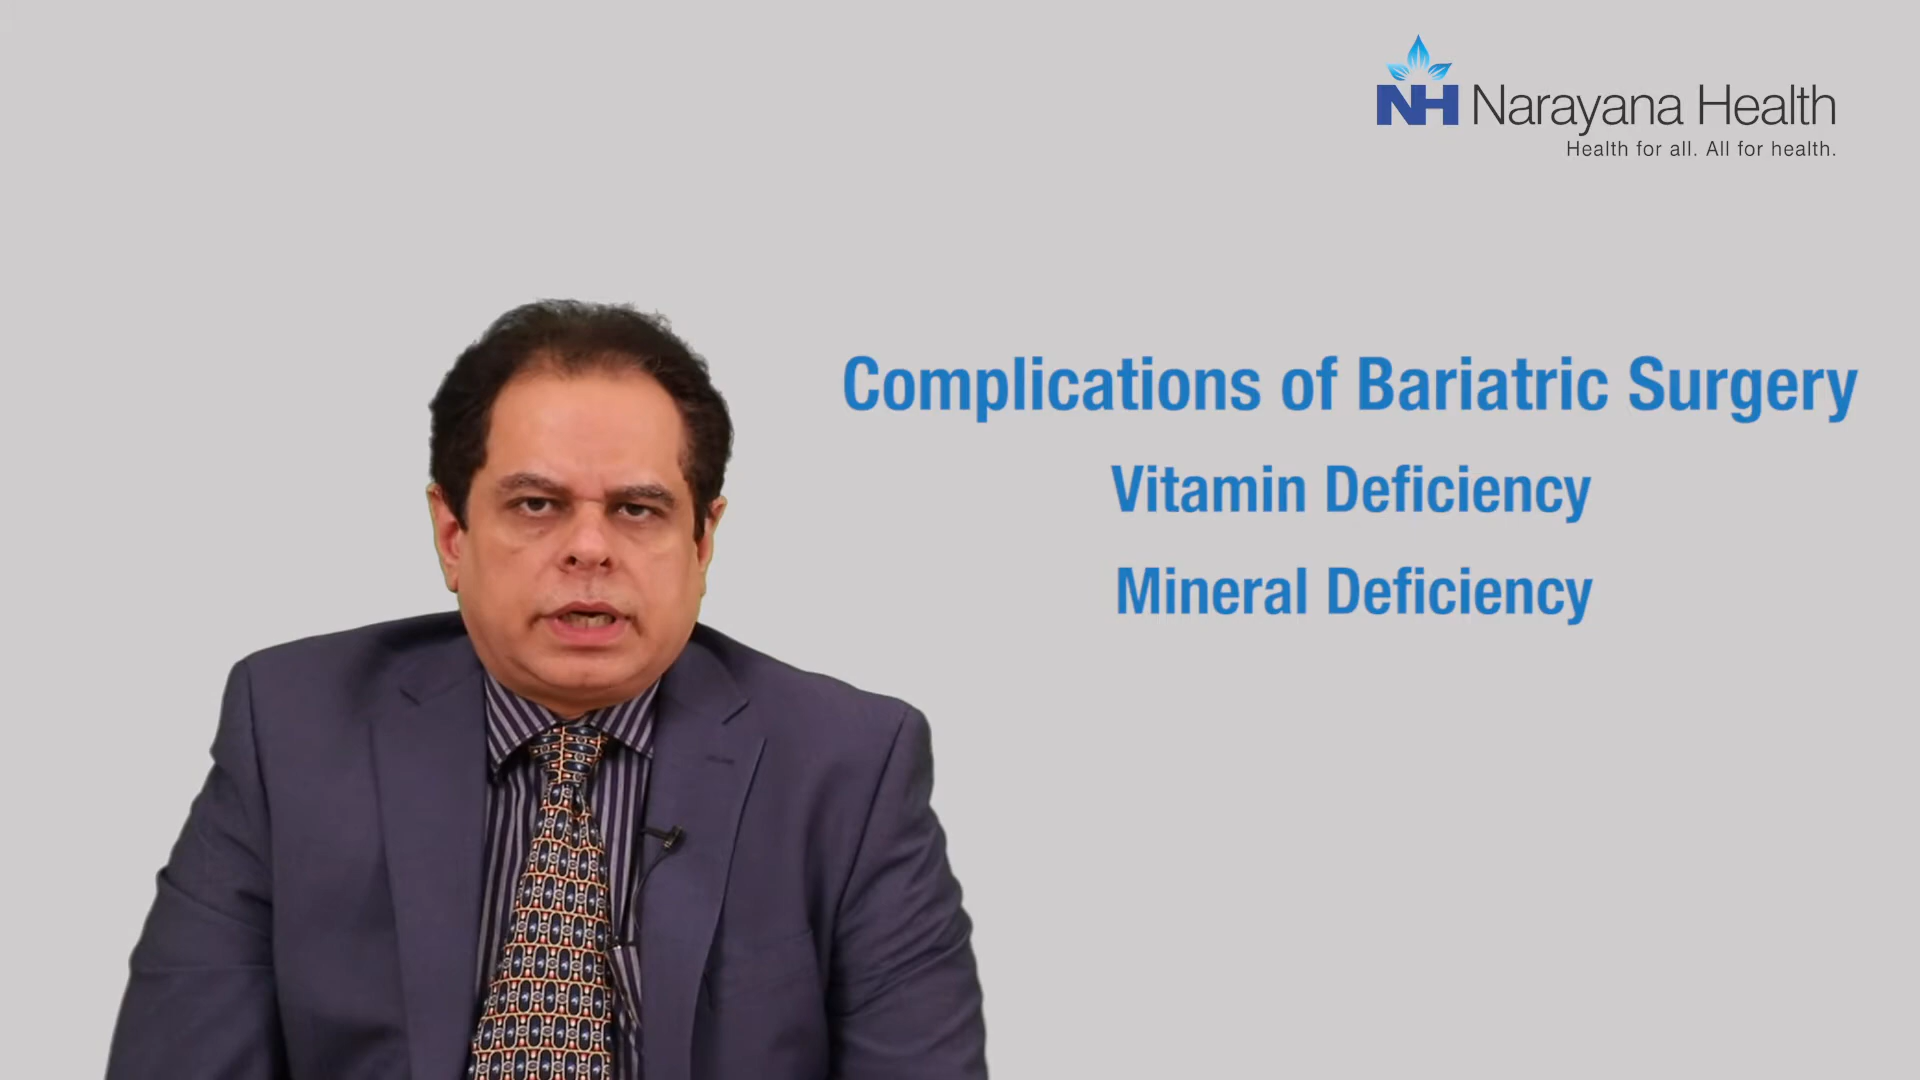 NH Narayana Health
Health for all. All for health.
Complications of Bariatric Surgery
Vitamin Deficiency
Mineral Deficiency